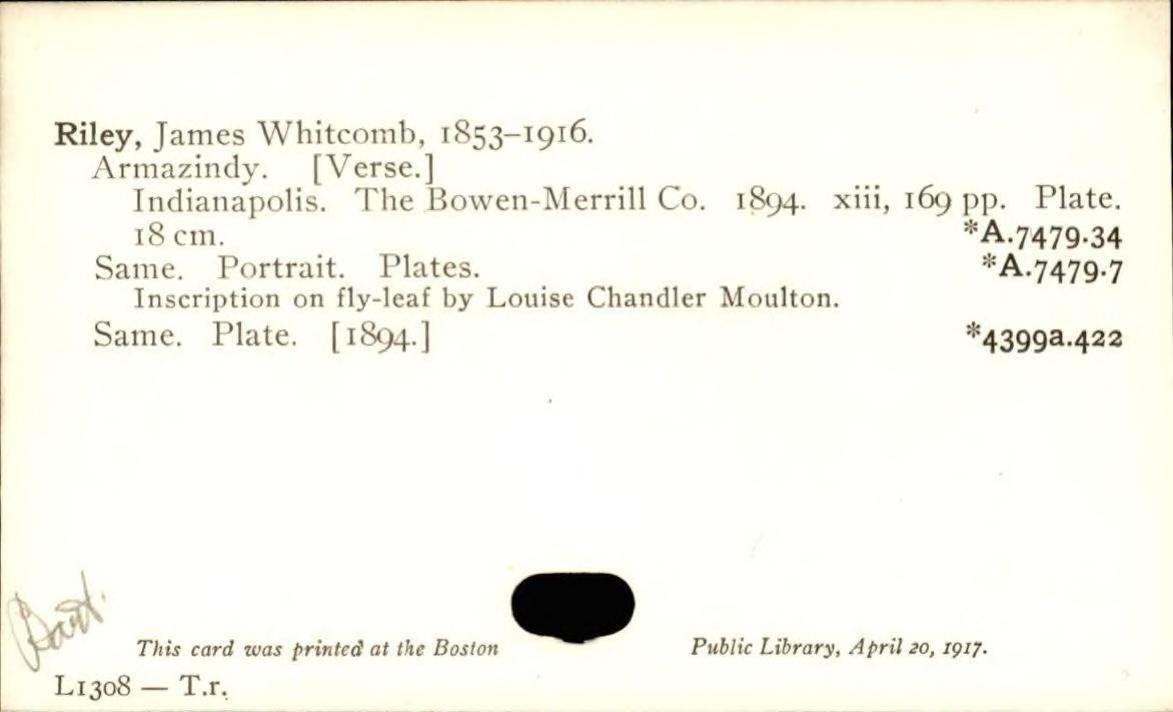 Riley, James Whitcomb, 1853–1916.
Armazindy. [Verse.]
Indianapolis. The Bowen-Merrill Co. 1894. xiii, 169 pp. Plate.
18 cm. *A.7479.34
Same. Portrait. Plates. *A.7479.7
Inscription on fly-leaf by Louise Chandler Moulton.
Same. Plate. [1894.] *4399a.422
Bart.
This card was printed at the Boston Public Library, April 20, 1917.
L1308 — T.r.